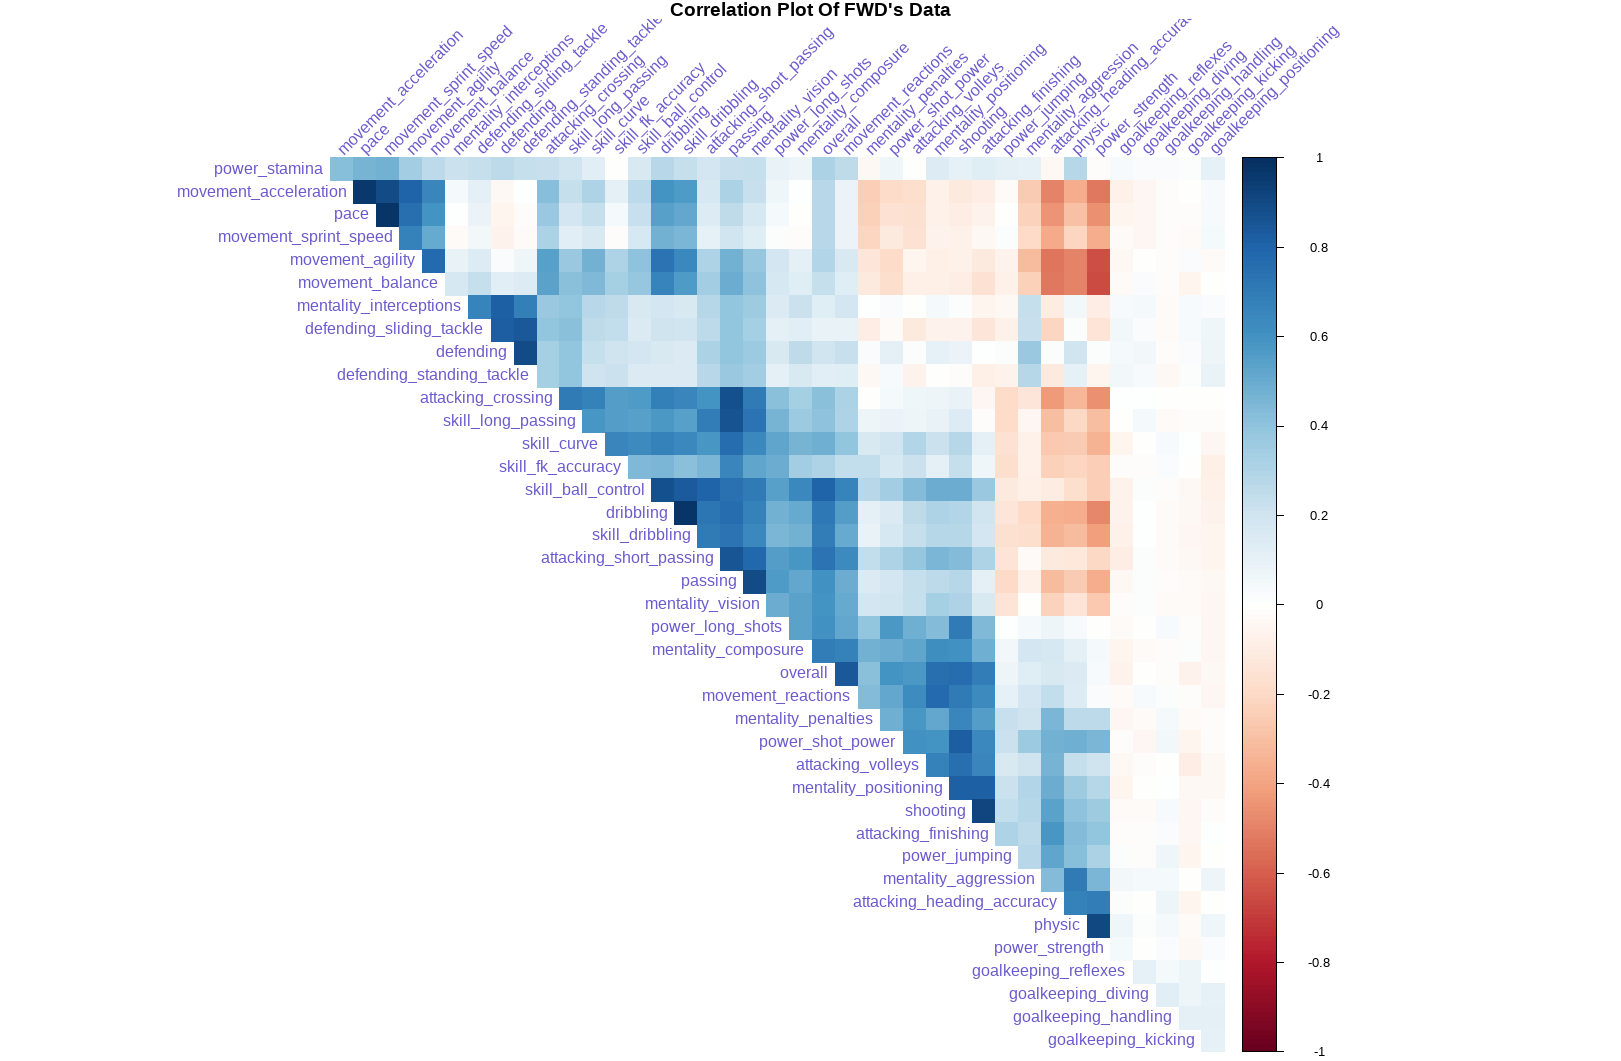 Correlation Plot Of FWD's Data
movement_acceleration
pace
movement_sprint_speed
movement_agility
movement_balance
mentality_interceptions
defending_sliding_tackle
defending
defending_standing_tackle
attacking_crossing
skill_long_passing
skill_curve
skill_fk_accuracy
skill_ball_control
dribbling
skill_dribbling
attacking_short_passing
passing
mentality_vision
power_long_shots
mentality_composure
overall
movement_reactions
mentality_penalties
power_shot_power
attacking_volleys
mentality_positioning
shooting
attacking_finishing
power_jumping
mentality_aggression
attacking_heading_accurac
physic
power_strength
goalkeeping_reflexes
goalkeeping_diving
goalkeeping_handling
goalkeeping_kicking
goalkeeping_positioning
power_stamina
movement_acceleration
pace
movement_sprint_speed
movement_agility
movement_balance
mentality_interceptions
defending_sliding_tackle
defending
defending_standing_tackle
attacking_crossing
skill_long_passing
skill_curve
skill_fk_accuracy
skill_ball_control
dribbling
skill_dribbling
attacking_short_passing
passing
mentality_vision
power_long_shots
mentality_composure
overall
movement_reactions
mentality_penalties
power_shot_power
attacking_volleys
mentality_positioning
shooting
attacking_finishing
power_jumping
mentality_aggression
attacking_heading_accuracy
physic
power_strength
goalkeeping_reflexes
goalkeeping_diving
goalkeeping_handling
goalkeeping_kicking
1
0.8
0.6
0.4
0.2
0
-0.2
-0.4
-0.6
-0.8
-1